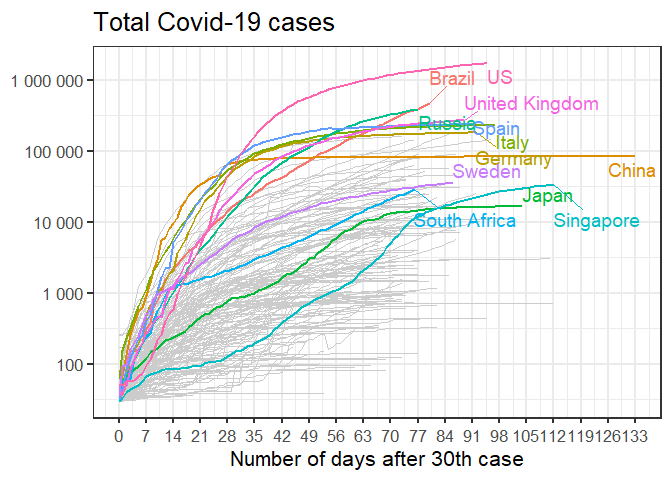 Total Covid-19 cases
1 000 000
100 000
10 000
1 000
100
Brazil
US
United Kingdom
Russia
Spain
Italy
Germany
China
Sweden
Japan
South Africa
Singapore
0 7 14 21 28 35 42 49 56 63 70 77 84 91 98 105 112 119 126 133
Number of days after 30th case